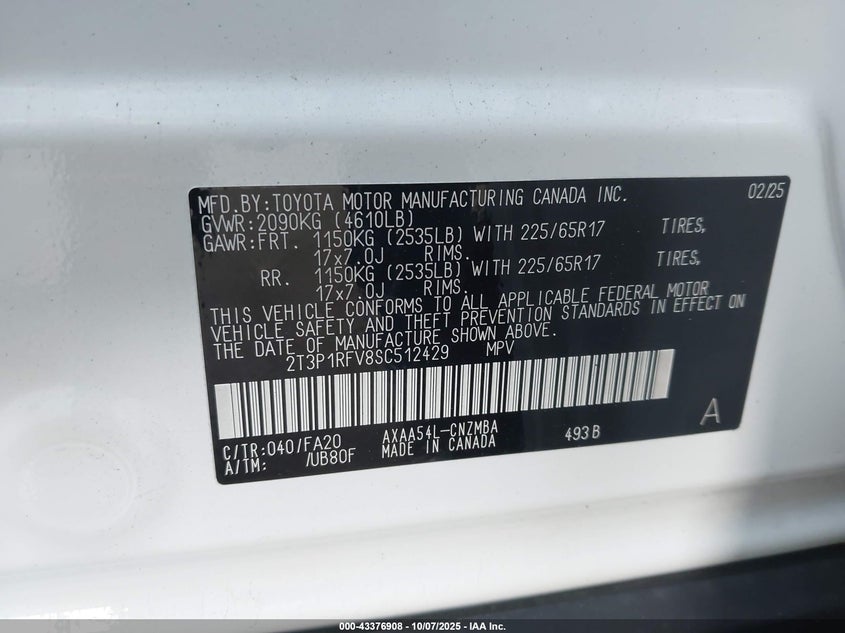 MFD.BY:TOYOTA MOTOR MANUFACTURING CANADA INC. 02/25
GVWR:2090KG (4610LB)
GAWR:FRT. 1150KG (2535LB) WITH 225/65R17 TIRES,
17x7.0J RIMS.
RR. 1150KG (2535LB) WITH 225/65R17 TIRES,
17x7.0J RIMS.
THIS VEHICLE CONFORMS TO ALL APPLICABLE FEDERAL MOTOR
VEHICLE SAFETY AND THEFT PREVENTION STANDARDS IN EFFECT ON
THE DATE OF MANUFACTURE SHOWN ABOVE.
2T3P1RFV8SC512429 MPV
A
C/TR:040/FA20 AXAA54L-CNZMBA 493B
A/TM: /UB80F MADE IN CANADA
000-43376908 - 10/07/2025 - IAA Inc.